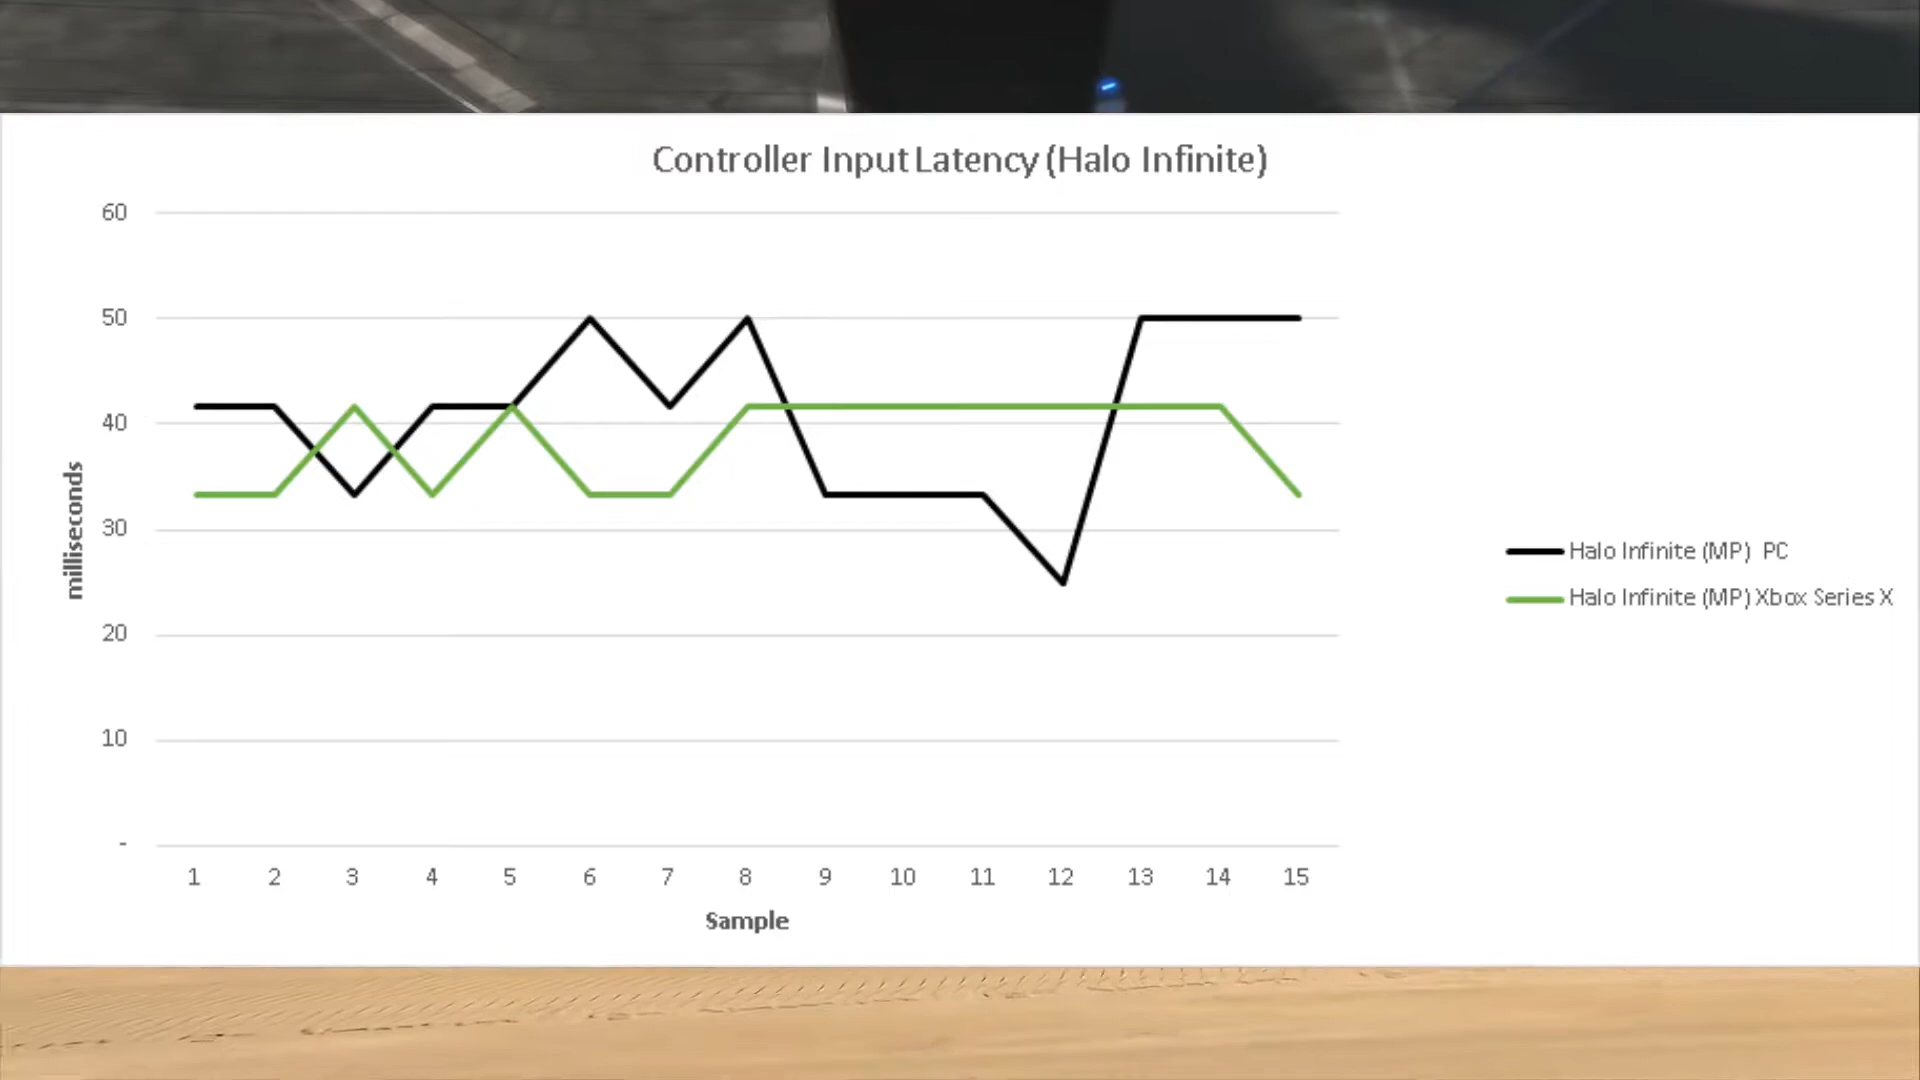 Controller Input Latency (Halo Infinite)
60
50
40
30
20
10
-
milliseconds
1 2 3 4 5 6 7 8 9 10 11 12 13 14 15
Sample
Halo Infinite (MP) PC
Halo Infinite (MP) Xbox Series X